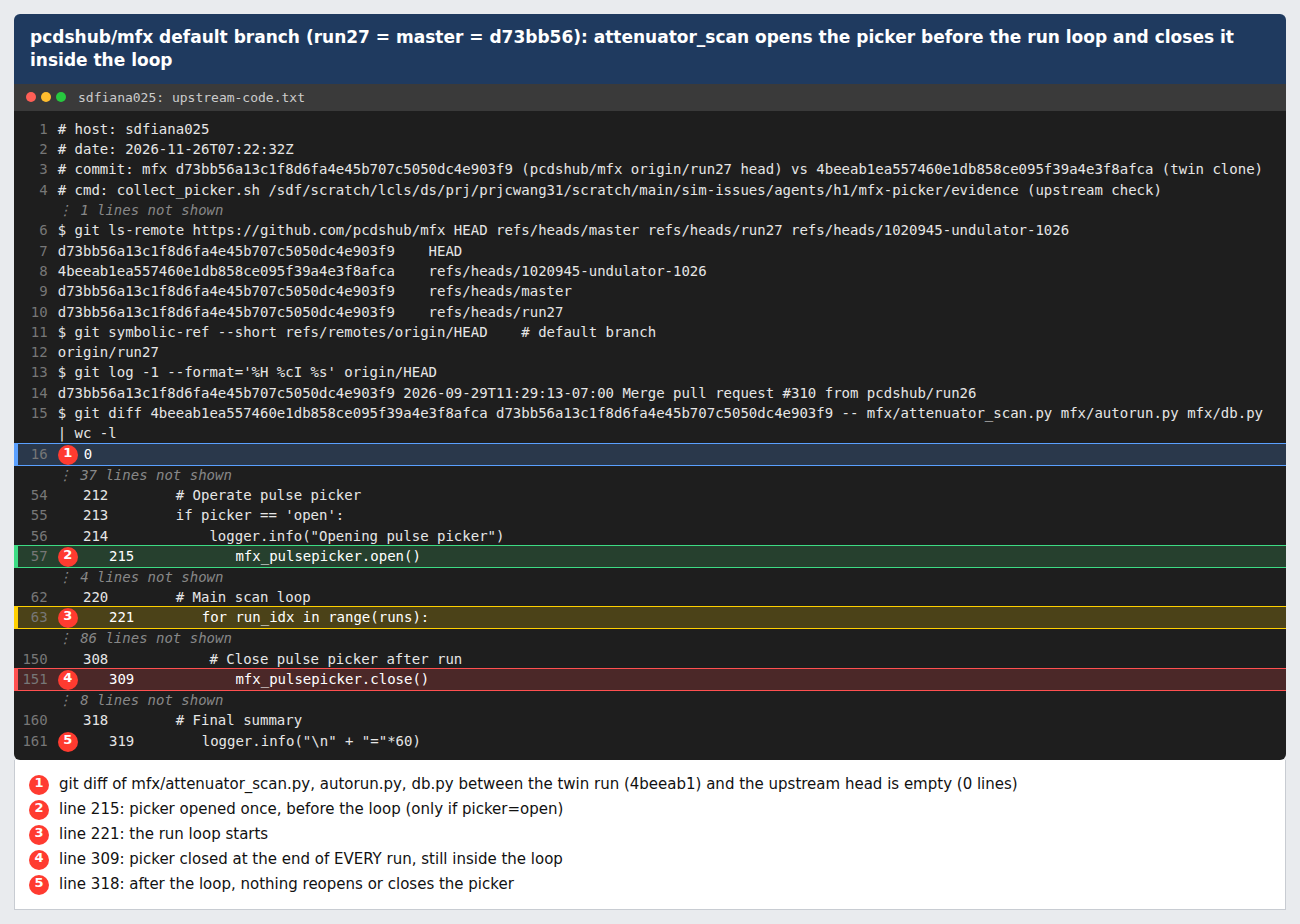 pcdshub/mfx default branch (run27 = master = d73bb56): attenuator_scan opens the picker before the run loop and closes it
inside the loop
sdfiana025: upstream-code.txt
1 # host: sdfiana025
2 # date: 2026-11-26T07:22:32Z
3 # commit: mfx d73bb56a13c1f8d6fa4e45b707c5050dc4e903f9 (pcdshub/mfx origin/run27 head) vs 4beeab1ea557460e1db858ce095f39a4e3f8afca (twin clone)
4 # cmd: collect_picker.sh /sdf/scratch/lcls/ds/prj/prjcwang31/scratch/main/sim-issues/agents/h1/mfx-picker/evidence (upstream check)
⋮ 1 lines not shown
6 $ git ls-remote https://github.com/pcdshub/mfx HEAD refs/heads/master refs/heads/run27 refs/heads/1020945-undulator-1026
7 d73bb56a13c1f8d6fa4e45b707c5050dc4e903f9    HEAD
8 4beeab1ea557460e1db858ce095f39a4e3f8afca    refs/heads/1020945-undulator-1026
9 d73bb56a13c1f8d6fa4e45b707c5050dc4e903f9    refs/heads/master
10 d73bb56a13c1f8d6fa4e45b707c5050dc4e903f9    refs/heads/run27
11 $ git symbolic-ref --short refs/remotes/origin/HEAD    # default branch
12 origin/run27
13 $ git log -1 --format='%H %cI %s' origin/HEAD
14 d73bb56a13c1f8d6fa4e45b707c5050dc4e903f9 2026-09-29T11:29:13-07:00 Merge pull request #310 from pcdshub/run26
15 $ git diff 4beeab1ea557460e1db858ce095f39a4e3f8afca d73bb56a13c1f8d6fa4e45b707c5050dc4e903f9 -- mfx/attenuator_scan.py mfx/autorun.py mfx/db.py
| wc -l
16 1 0
⋮ 37 lines not shown
54    212        # Operate pulse picker
55    213        if picker == 'open':
56    214            logger.info("Opening pulse picker")
57 2    215            mfx_pulsepicker.open()
⋮ 4 lines not shown
62    220        # Main scan loop
63 3    221        for run_idx in range(runs):
⋮ 86 lines not shown
150    308            # Close pulse picker after run
151 4    309            mfx_pulsepicker.close()
⋮ 8 lines not shown
160    318        # Final summary
161 5    319        logger.info("\n" + "="*60)
1 git diff of mfx/attenuator_scan.py, autorun.py, db.py between the twin run (4beeab1) and the upstream head is empty (0 lines)
2 line 215: picker opened once, before the loop (only if picker=open)
3 line 221: the run loop starts
4 line 309: picker closed at the end of EVERY run, still inside the loop
5 line 318: after the loop, nothing reopens or closes the picker